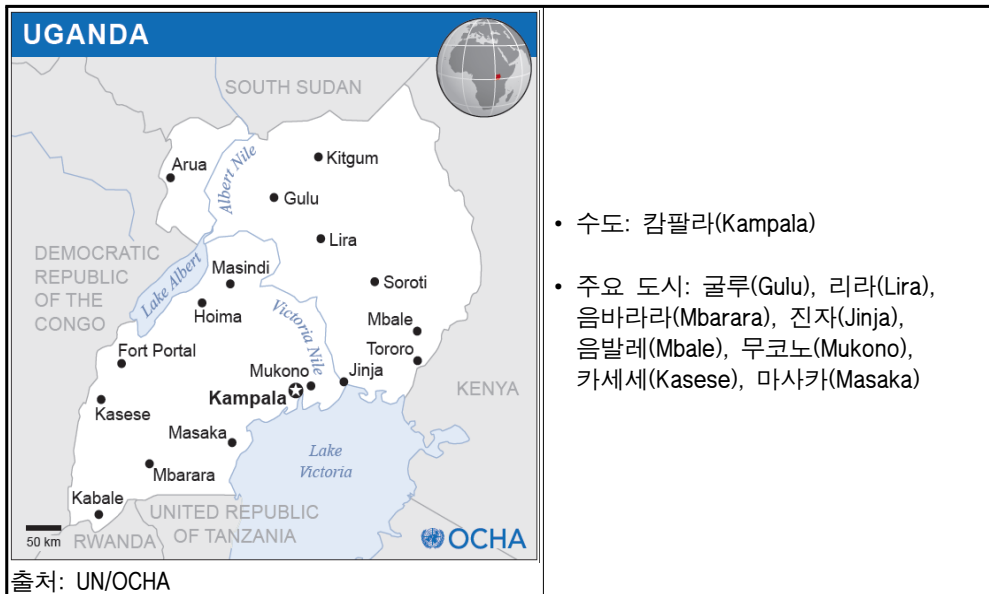 UGANDA
SOUTH SUDAN
Arua
Albert Nile
Kitgum
Gulu
Lira
DEMOCRATIC
REPUBLIC
OF THE
CONGO
Lake Albert
Masindi
Soroti
Hoima
Victoria Nile
Mbale
Fort Portal
Tororo
Mukono
Jinja
Kampala
KENYA
Kasese
Masaka
Lake
Victoria
Mbarara
Kabale
UNITED REPUBLIC
OF TANZANIA
50 km
RWANDA
OCHA
출처: UN/OCHA
• 수도: 캄팔라(Kampala)
• 주요 도시: 굴루(Gulu), 리라(Lira),
음바라라(Mbarara), 진자(Jinja),
음발레(Mbale), 무코노(Mukono),
카세세(Kasese), 마사카(Masaka)